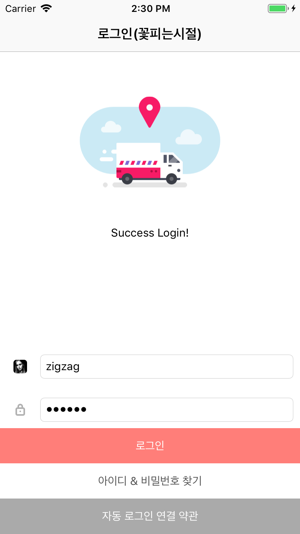 Carrier 2:30 PM
로그인(꽃피는시절)
Success Login!
zigzag
●●●●●●
로그인
아이디 & 비밀번호 찾기
자동 로그인 연결 약관